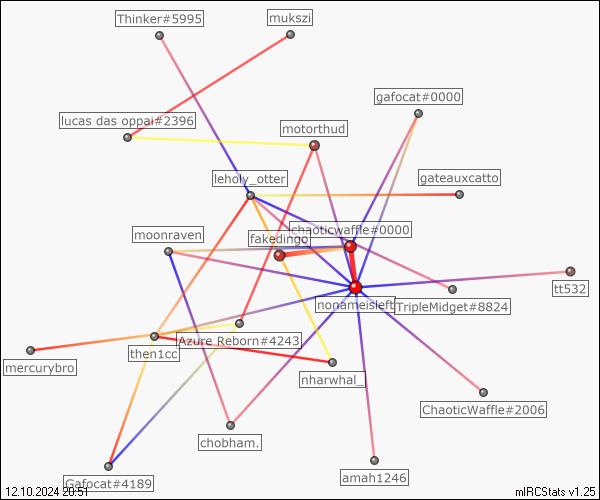 Thinker#5995
mukszi
gafocat#0000
lucas das oppai#2396
motorthud
leholy_otter
gateauxcatto
chaoticwaffle#0000
moonraven
fakedingo
tt532
nonameisleft
TripleMidget#8824
Azure Reborn#4243
then1cc
mercurybro
nharwhal_
ChaoticWaffle#2006
chobham.
amah1246
Gafocat#4189
12.10.2024 20:51
mIRCStats v1.25